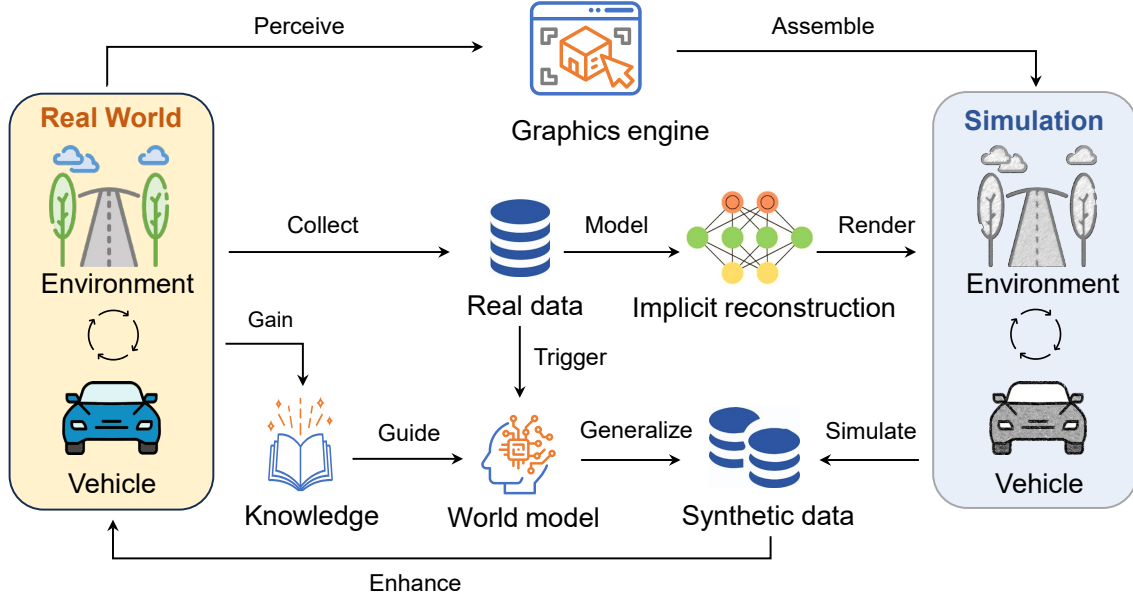 Perceive
Assemble
Graphics engine
Real World
Environment
Vehicle
Simulation
Environment
Vehicle
Collect
Real data
Model
Implicit reconstruction
Render
Gain
Trigger
Knowledge
Guide
World model
Generalize
Synthetic data
Simulate
Enhance